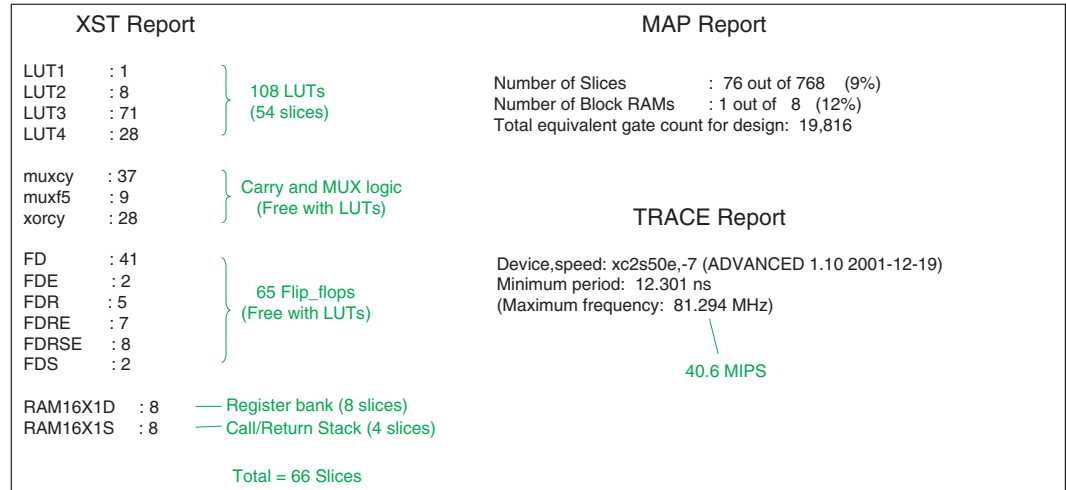 XST Report
LUT1 : 1
LUT2 : 8
LUT3 : 71
LUT4 : 28
108 LUTs
(54 slices)
muxcy : 37
muxf5 : 9
xorcy : 28
Carry and MUX logic
(Free with LUTs)
FD : 41
FDE : 2
FDR : 5
FDRE : 7
FDRSE : 8
FDS : 2
65 Flip_flops
(Free with LUTs)
RAM16X1D : 8
Register bank (8 slices)
RAM16X1S : 8
Call/Return Stack (4 slices)
Total = 66 Slices
MAP Report
Number of Slices : 76 out of 768 (9%)
Number of Block RAMs : 1 out of 8 (12%)
Total equivalent gate count for design: 19,816
TRACE Report
Device,speed: xc2s50e,-7 (ADVANCED 1.10 2001-12-19)
Minimum period: 12.301 ns
(Maximum frequency: 81.294 MHz)
40.6 MIPS